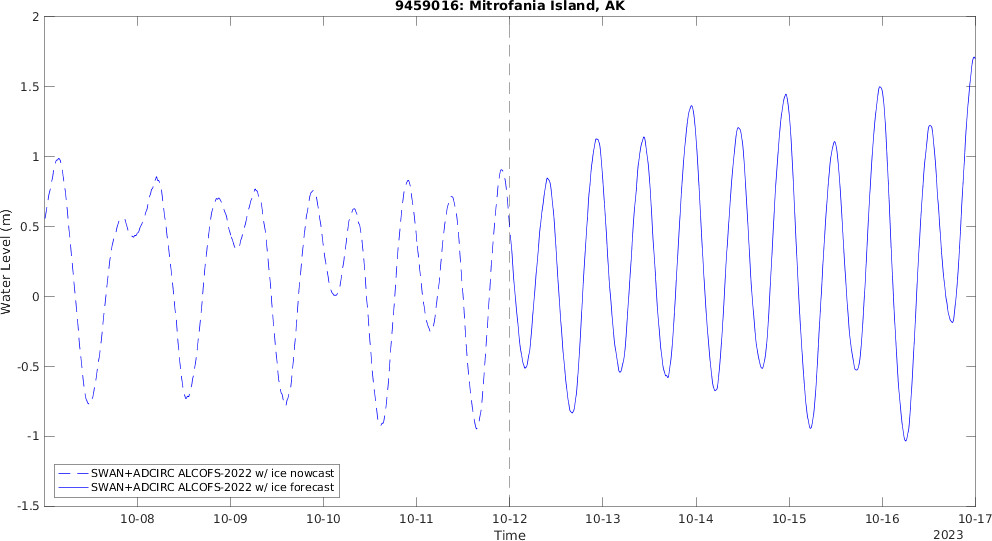 9459016: Mitrofania Island, AK
2
1.5
1
0.5
0
-0.5
-1
-1.5
Water Level (m)
SWAN+ADCIRC ALCOFS-2022 w/ ice nowcast
SWAN+ADCIRC ALCOFS-2022 w/ ice forecast
10-08 10-09 10-10 10-11 10-12 10-13 10-14 10-15 10-16 10-17
Time
2023